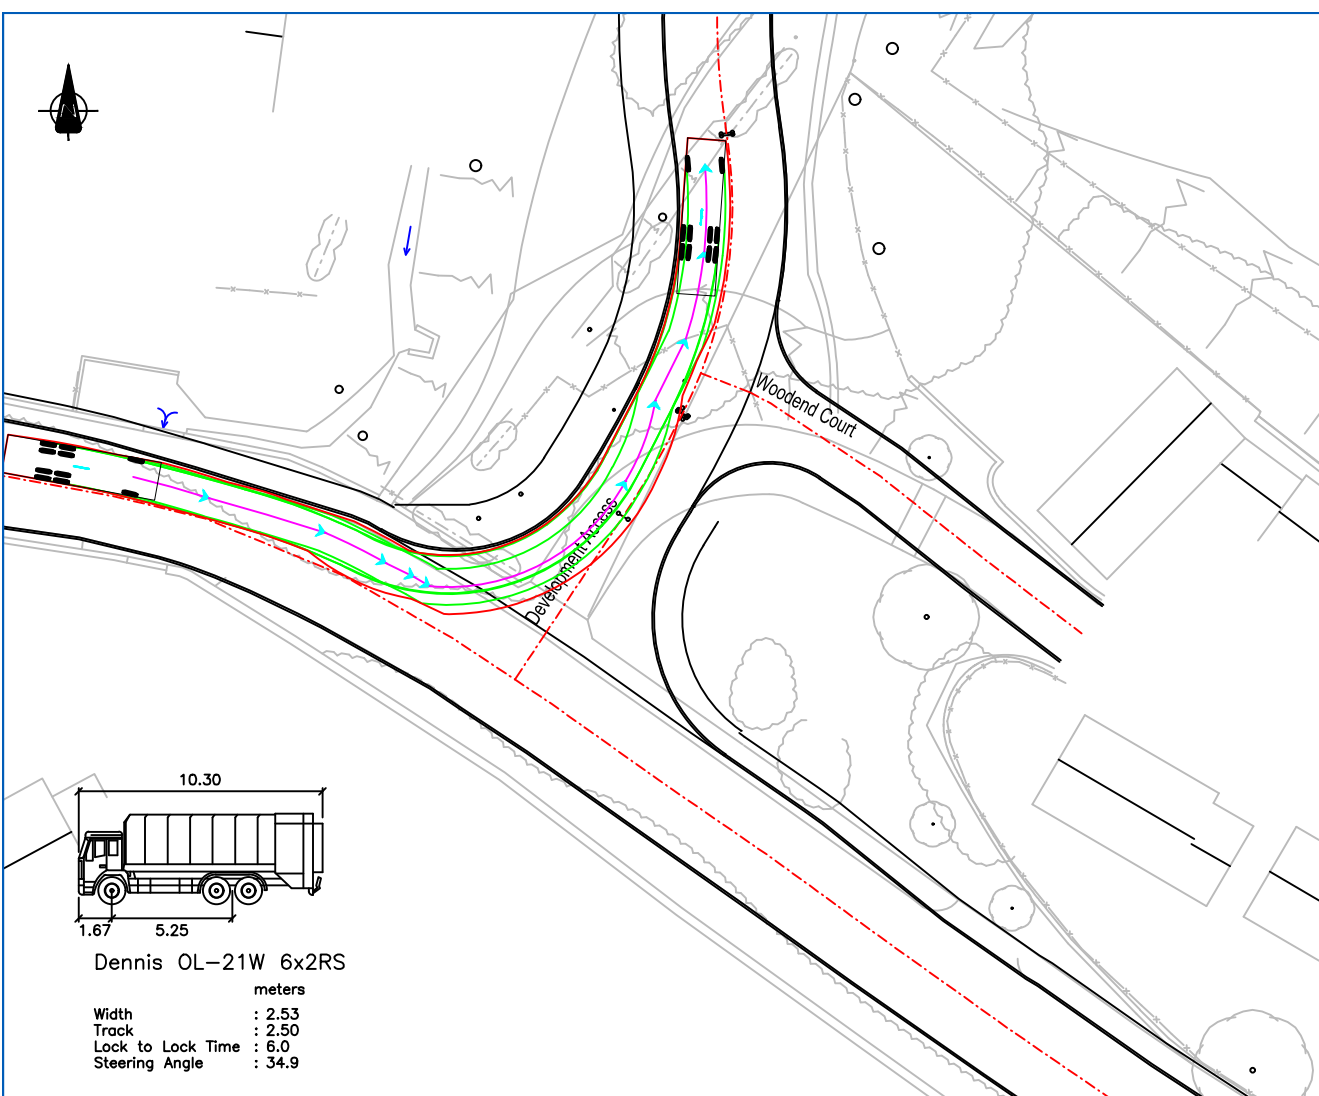 Woodend Court
Development Access
10.30
1.67
5.25
Dennis OL-21W 6x2RS
meters
Width : 2.53
Track : 2.50
Lock to Lock Time : 6.0
Steering Angle : 34.9